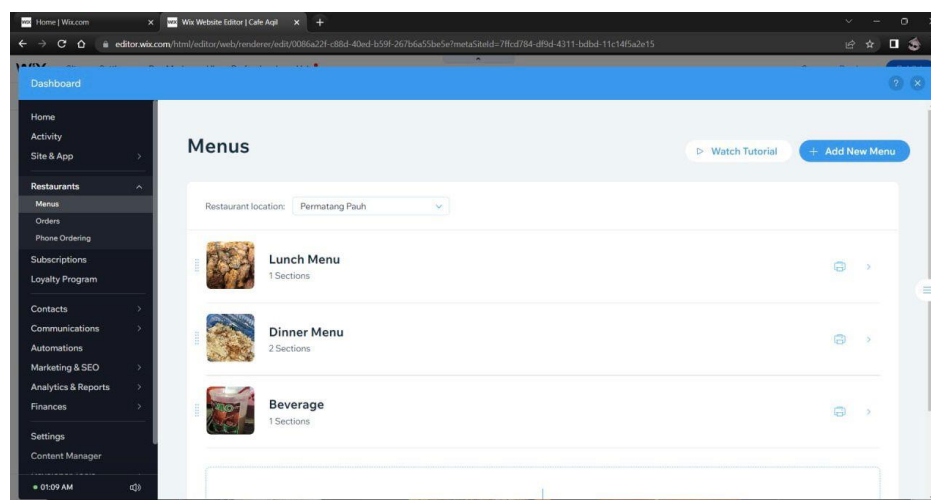 Home | Wix.com
Wix Website Editor | Cafe Aqil
editor.wix.com/html/editor/web/renderer/edit/0086a22f-c88d-40ed-b59f-267b6a55be5e?metaSiteId=7ffcd784-df9d-4311-bdbd-11c14f5a2e15
Dashboard
Home
Activity
Site & App
Restaurants
Menus
Orders
Phone Ordering
Subscriptions
Loyalty Program
Contacts
Communications
Automations
Marketing & SEO
Analytics & Reports
Finances
Settings
Content Manager
01:09 AM
Menus
Watch Tutorial
+ Add New Menu
Restaurant location: Permatang Pauh
Lunch Menu
1 Sections
Dinner Menu
2 Sections
Beverage
1 Sections